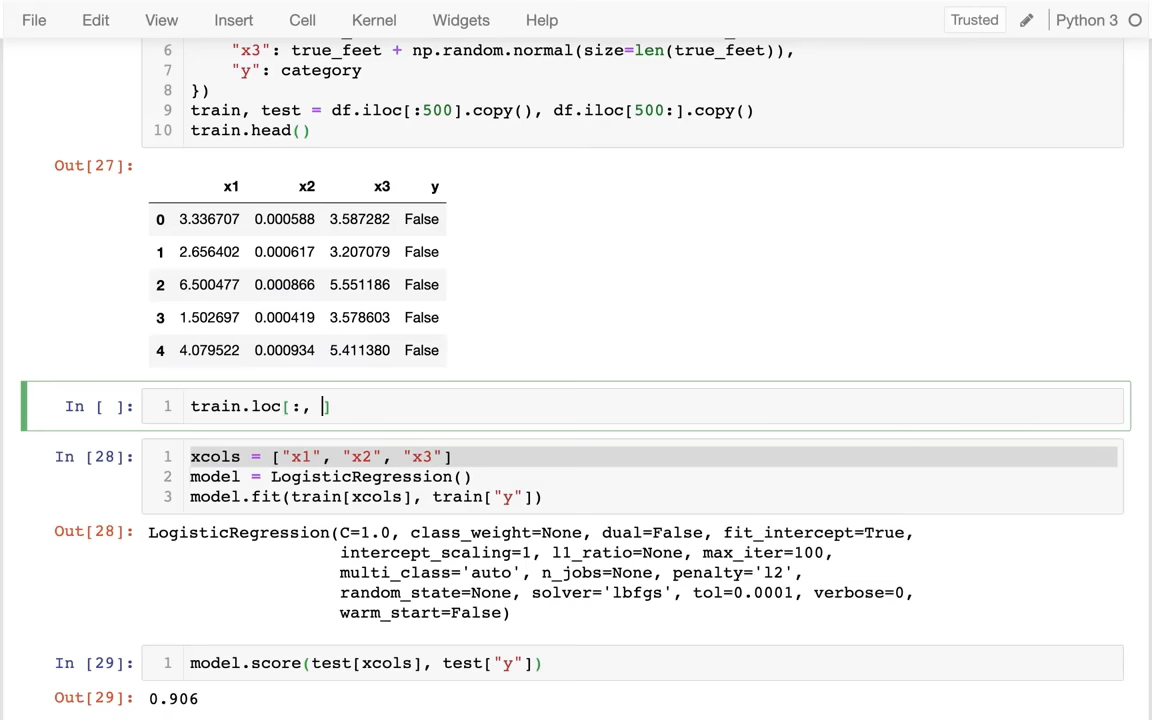 File Edit View Insert Cell Kernel Widgets Help Trusted Python 3
6 "x3": true_feet + np.random.normal(size=len(true_feet)),
7 "y": category
8 })
9 train, test = df.iloc[:500].copy(), df.iloc[500:].copy()
10 train.head()
Out[27]:
x1 x2 x3 y
0 3.336707 0.000588 3.587282 False
1 2.656402 0.000617 3.207079 False
2 6.500477 0.000866 5.551186 False
3 1.502697 0.000419 3.578603 False
4 4.079522 0.000934 5.411380 False
In [ ]: 1 train.loc[:, ]
In [28]: 1 xcols = ["x1", "x2", "x3"]
2 model = LogisticRegression()
3 model.fit(train[xcols], train["y"])
Out[28]: LogisticRegression(C=1.0, class_weight=None, dual=False, fit_intercept=True,
intercept_scaling=1, l1_ratio=None, max_iter=100,
multi_class='auto', n_jobs=None, penalty='l2',
random_state=None, solver='lbfgs', tol=0.0001, verbose=0,
warm_start=False)
In [29]: 1 model.score(test[xcols], test["y"])
Out[29]: 0.906